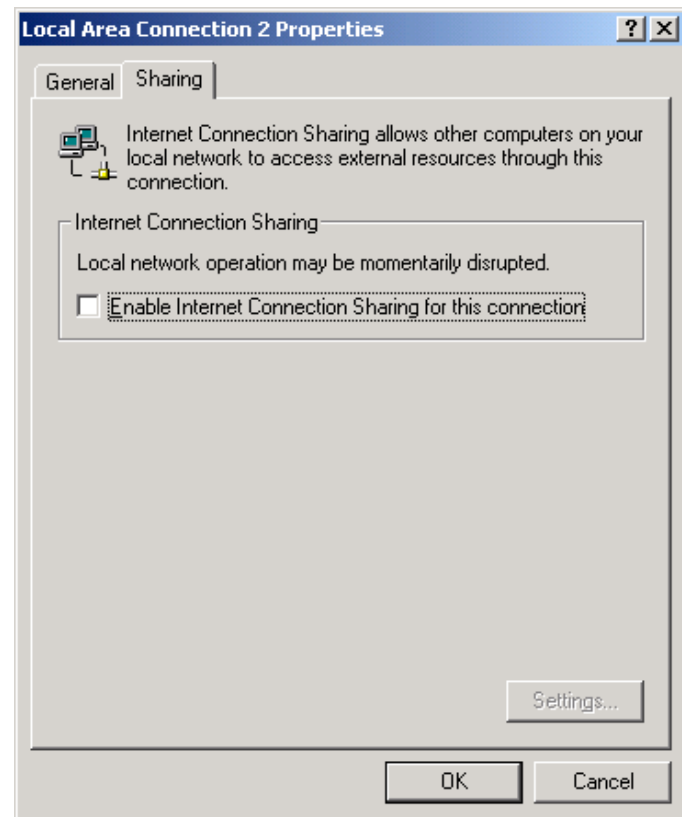 Local Area Connection 2 Properties
General
Sharing
Internet Connection Sharing allows other computers on your
local network to access external resources through this
connection.
Internet Connection Sharing
Local network operation may be momentarily disrupted.
Enable Internet Connection Sharing for this connection
Settings...
OK
Cancel